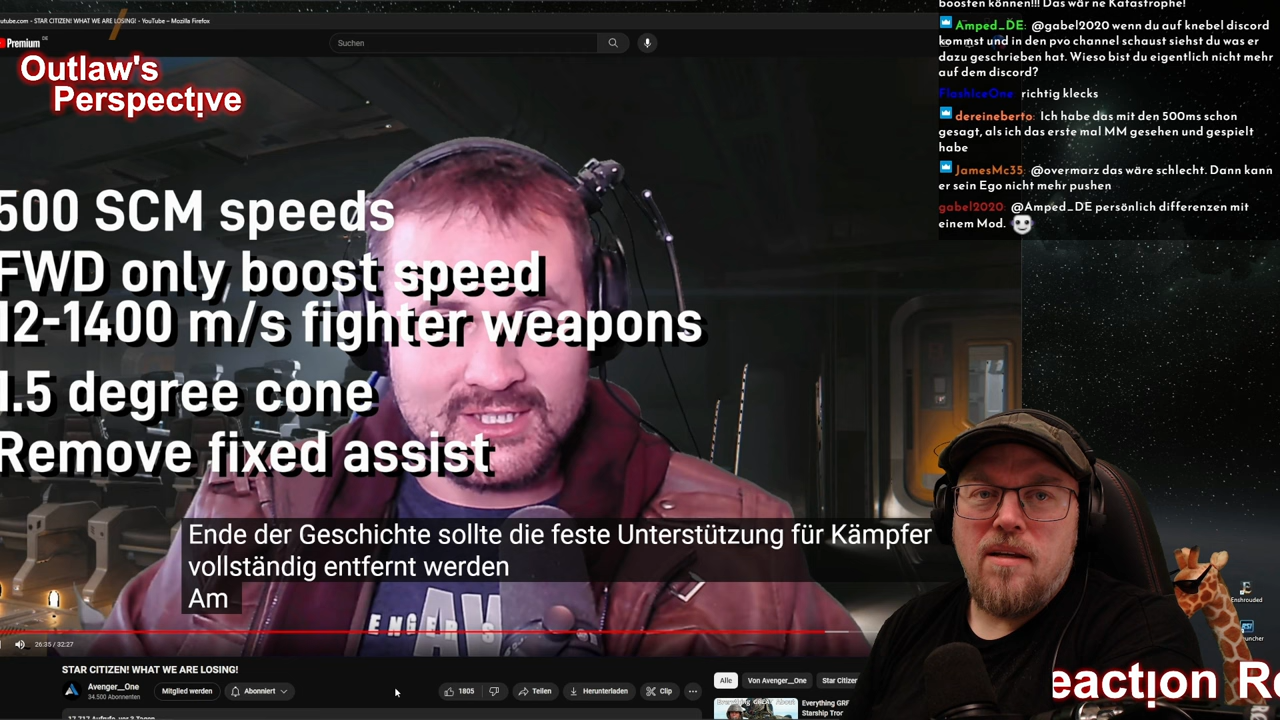 utube.com - STAR CITIZEN! WHAT WE ARE LOSING! - YouTube – Mozilla Firefox
Premium
DE
Suchen
Outlaw's
Perspective
500 SCM speeds
FWD only boost speed
12-1400 m/s fighter weapons
1.5 degree cone
Remove fixed assist
Ende der Geschichte sollte die feste Unterstützung für Kämpfer
vollständig entfernt werden
Am
26:35 / 32:27
STAR CITIZEN! WHAT WE ARE LOSING!
Avenger__One
34.500 Abonnenten
Mitglied werden
Abonniert
1805
Teilen
Herunterladen
Clip
Alle
Von Avenger__One
Star Citizen
Everything GRF
Starship Tror
boosten können!!! Das wär ne Katastrophe!
Amped_DE: @gabel2020 wenn du auf knebel discord
kommst und in den pvo channel schaust siehst du was er
dazu geschrieben hat. Wieso bist du eigentlich nicht mehr
auf dem discord?
FlashIceOne richtig klecks
dereineberto: Ich habe das mit den 500ms schon
gesagt, als ich das erste mal MM gesehen und gespielt
habe
JamesMc35: @overmarz das wäre schlecht. Dann kann
er sein Ego nicht mehr pushen
gabel2020: @Amped_DE persönlich differenzen mit
einem Mod.
Enshrouded
uncher
eaction Re